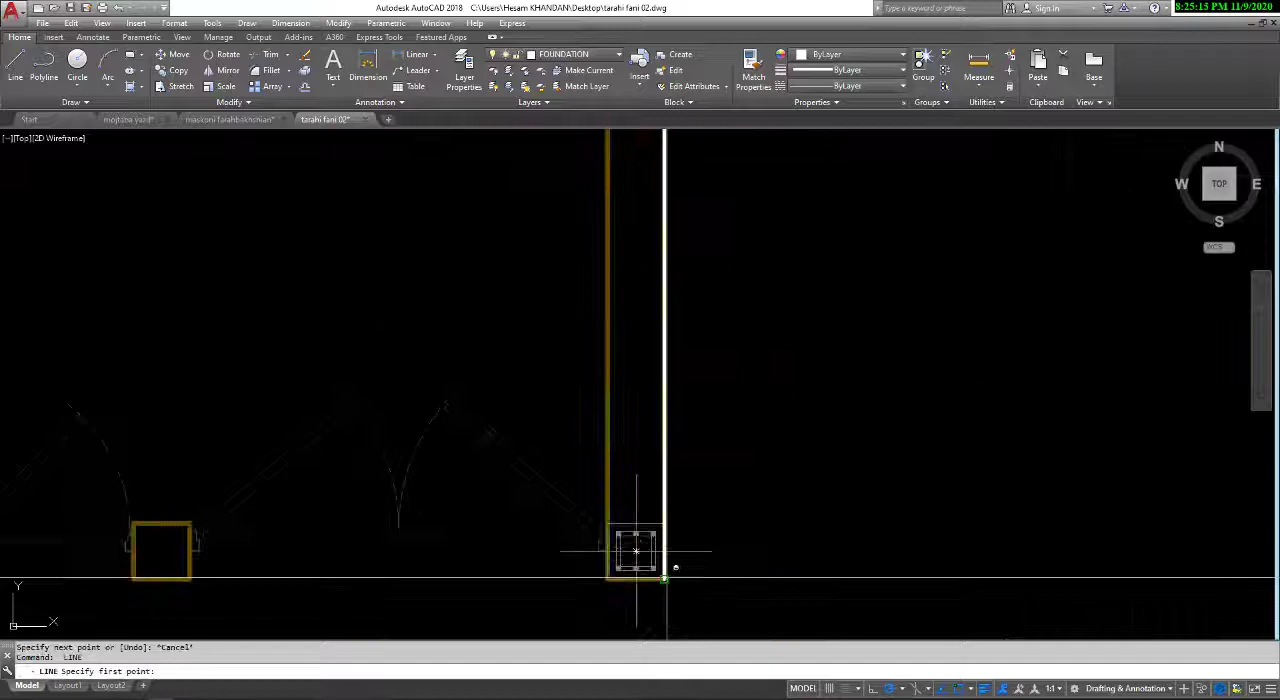 Autodesk AutoCAD 2018 C:\Users\Hesam KHANDAN\Desktop\tarahi fani 02.dwg
Type a keyword or phrase
Sign In
8:25:15 PM 11/9/2020
File Edit View Insert Format Tools Draw Dimension Modify Parametric Window Help Express
Home Insert Annotate Parametric View Manage Output Add-ins A360 Express Tools Featured Apps
Line Polyline Circle Arc
Move Rotate Trim
Copy Mirror Fillet
Stretch Scale Array
Text Dimension
Linear
Leader
Table
Layer Properties
FOUNDATION
Make Current
Match Layer
Insert
Create
Edit
Edit Attributes
Match Properties
ByLayer
ByLayer
ByLayer
Group
Measure
Paste
Base
Draw Modify Annotation Layers Block Properties Groups Utilities Clipboard View
Start mojtaba yazd* maskoni farahbakhshian* tarahi fani 02*
[−][Top][2D Wireframe]
N
W TOP E
S
WCS
Y
X
Specify next point or [Undo]: *Cancel*
Command: LINE
LINE Specify first point:
Model Layout1 Layout2 +
MODEL 1:1 Drafting & Annotation